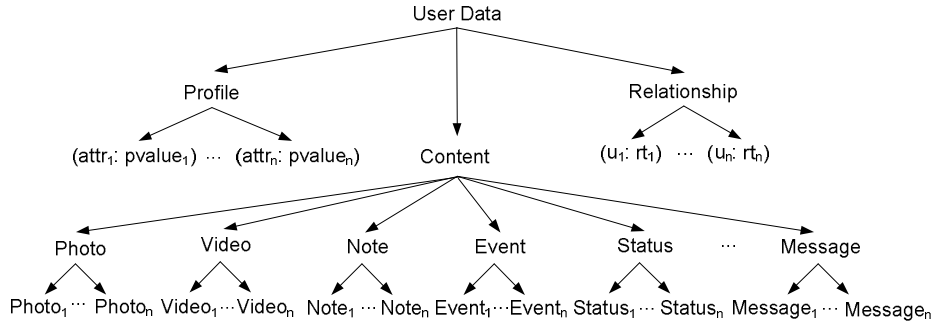 User Data
Profile
Relationship
(attr₁: pvalue₁) ... (attrₙ: pvalueₙ)
Content
(u₁: rt₁) ... (uₙ: rtₙ)
Photo Video Note Event Status ... Message
Photo₁ ... Photoₙ Video₁...Videoₙ Note₁ ... Noteₙ Event₁...Eventₙ Status₁ ... Statusₙ Message₁ ... Messageₙ